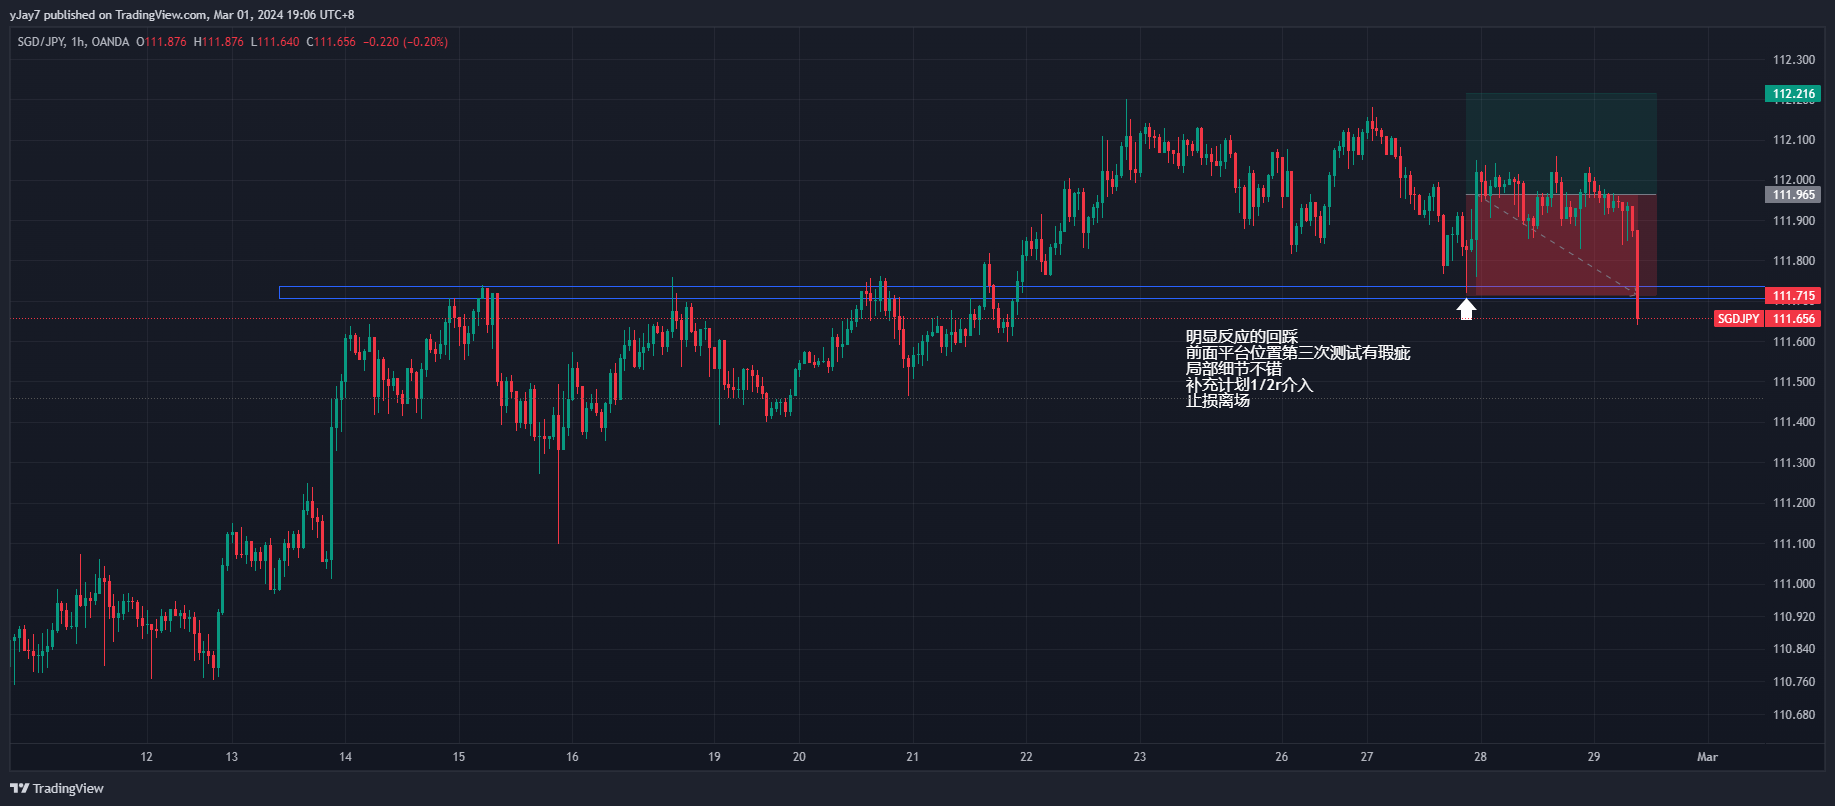 yJay7 published on TradingView.com, Mar 01, 2024 19:06 UTC+8
SGD/JPY, 1h, OANDA O111.876 H111.876 L111.640 C111.656 −0.220 (−0.20%)
112.300
112.216
112.100
112.000
111.965
111.900
111.800
111.715
SGDJPY 111.656
111.600
111.500
111.400
111.300
111.200
111.100
111.000
110.920
110.840
110.760
110.680
明显反应的回踩
前面平台位置第三次测试有瑕疵
局部细节不错
补充计划1/2r介入
止损离场
12 13 14 15 16 19 20 21 22 23 26 27 28 29 Mar
TradingView